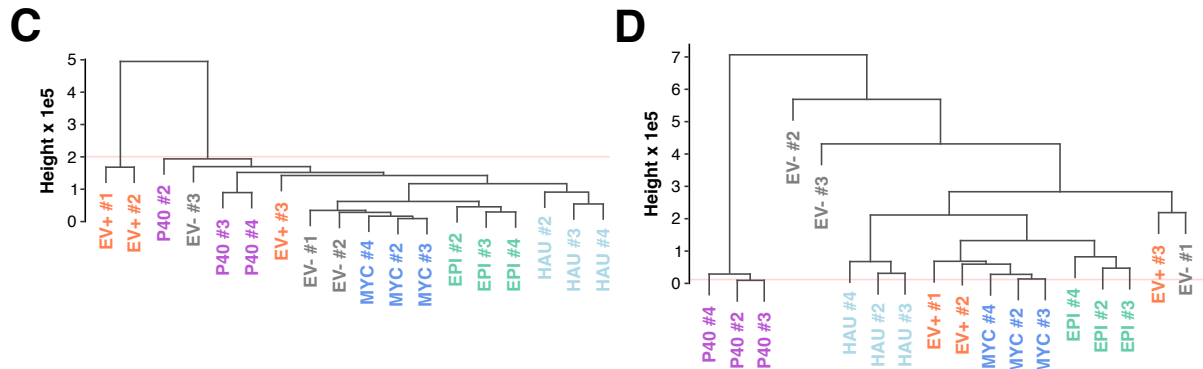 C
Height x 1e5
5
4
3
2
1
0
EV+ #1
EV+ #2
P40 #2
EV- #3
P40 #3
P40 #4
EV+ #3
EV- #1
EV- #2
MYC #4
MYC #2
MYC #3
EPI #2
EPI #3
EPI #4
HAU #2
HAU #3
HAU #4
D
Height x 1e5
7
6
5
4
3
2
1
0
P40 #4
P40 #2
P40 #3
EV- #2
EV- #3
HAU #4
HAU #2
HAU #3
EV+ #1
EV+ #2
MYC #4
MYC #2
MYC #3
EPI #4
EPI #2
EPI #3
EV+ #3
EV- #1